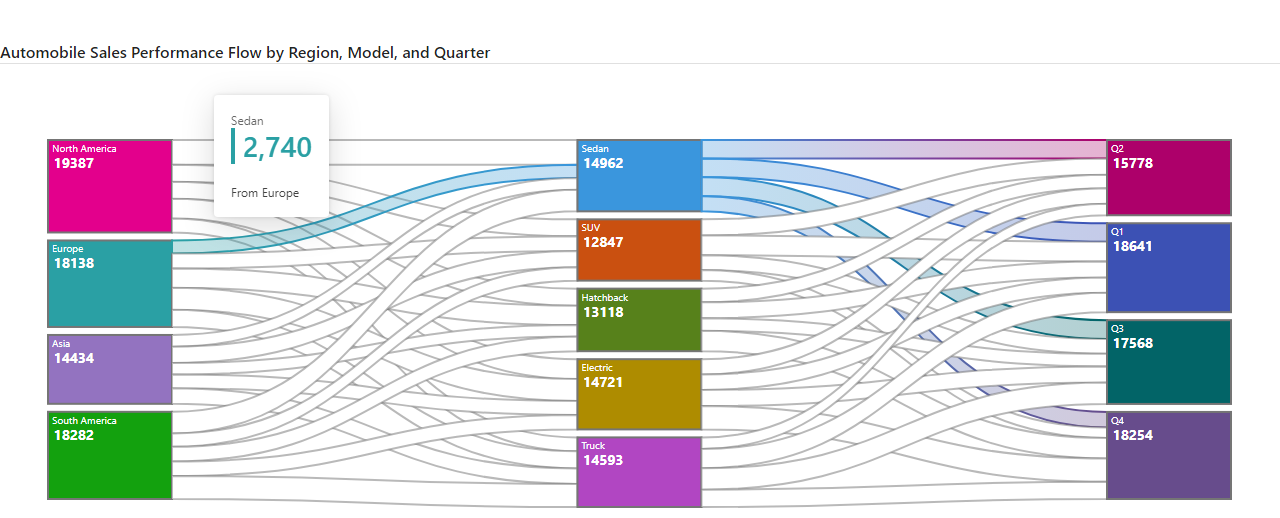 Automobile Sales Performance Flow by Region, Model, and Quarter
Sedan
2,740
From Europe
North America
19387
Europe
18138
Asia
14434
South America
18282
Sedan
14962
SUV
12847
Hatchback
13118
Electric
14721
Truck
14593
Q2
15778
Q1
18641
Q3
17568
Q4
18254